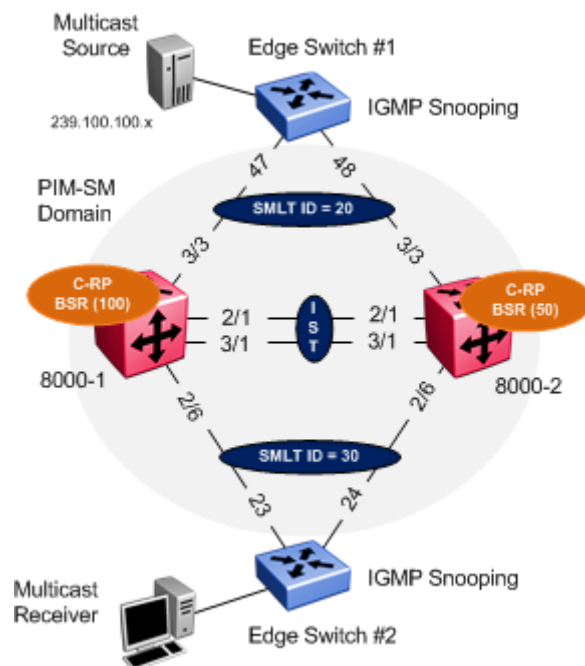 Multicast
Source
Edge Switch #1
239.100.100.x
IGMP Snooping
47
48
PIM-SM
Domain
SMLT ID = 20
3/3
3/3
C-RP
BSR (100)
C-RP
BSR (50)
2/1
IST
2/1
3/1
3/1
8000-1
8000-2
2/6
2/6
SMLT ID = 30
23
24
IGMP Snooping
Multicast
Receiver
Edge Switch #2